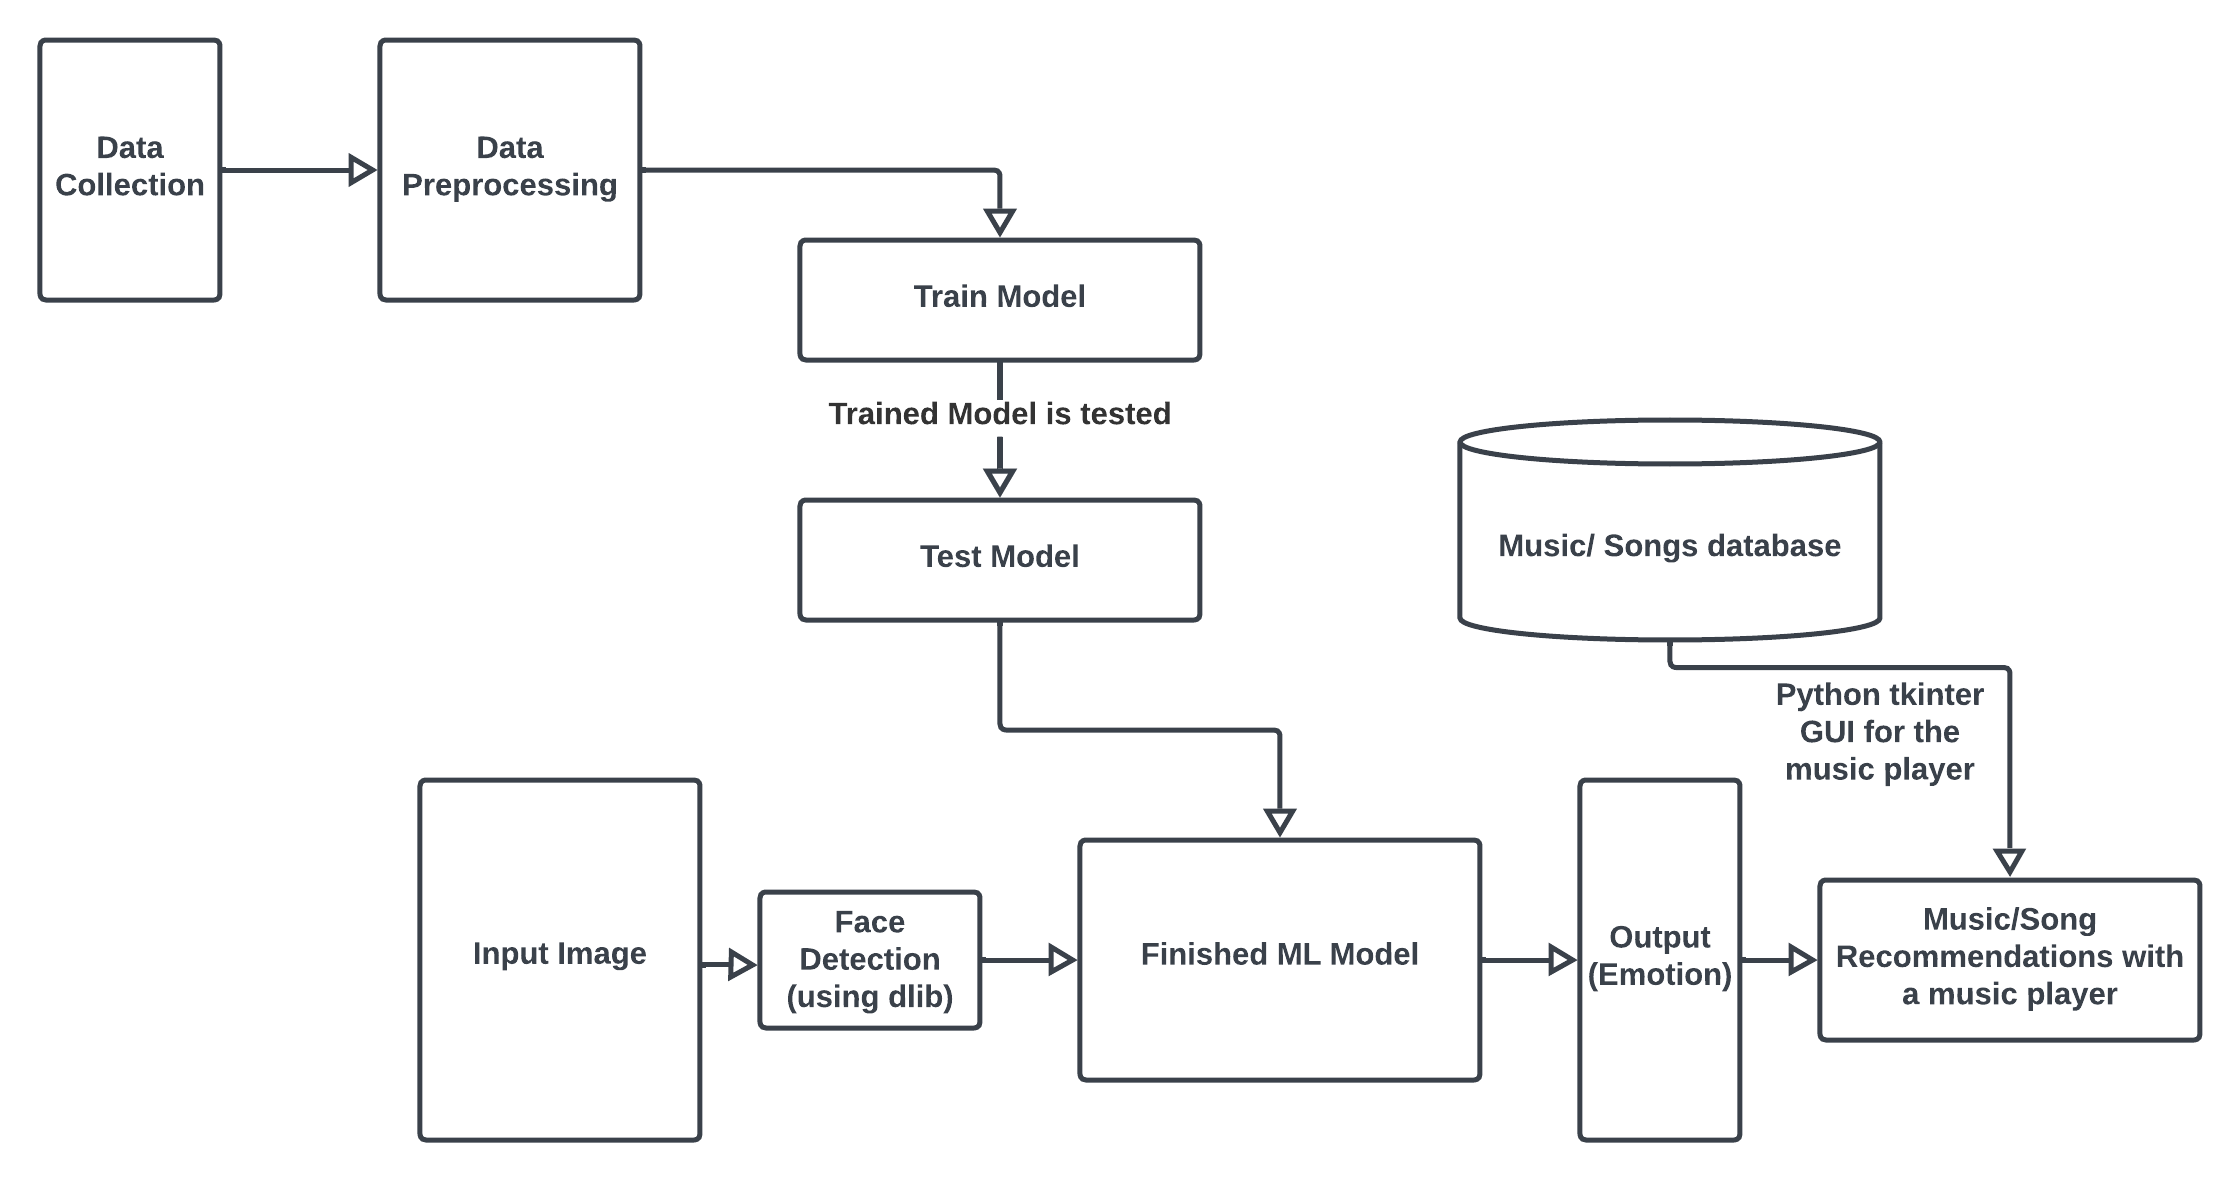 Data
Collection
Data
Preprocessing
Train Model
Trained Model is tested
Test Model
Music/ Songs database
Python tkinter
GUI for the
music player
Input Image
Face
Detection
(using dlib)
Finished ML Model
Output
(Emotion)
Music/Song
Recommendations with
a music player